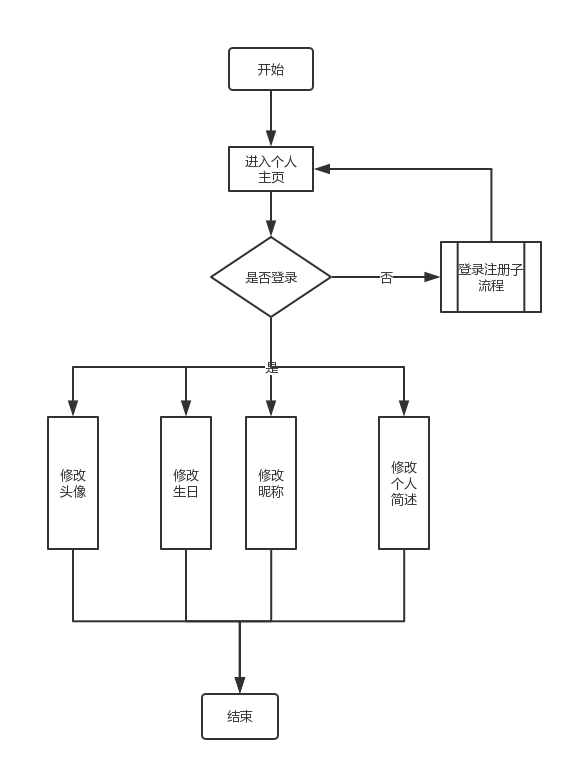 开始
进入个人
主页
是否登录
否
登录注册子
流程
是
修改
头像
修改
生日
修改
昵称
修改
个人
简述
结束